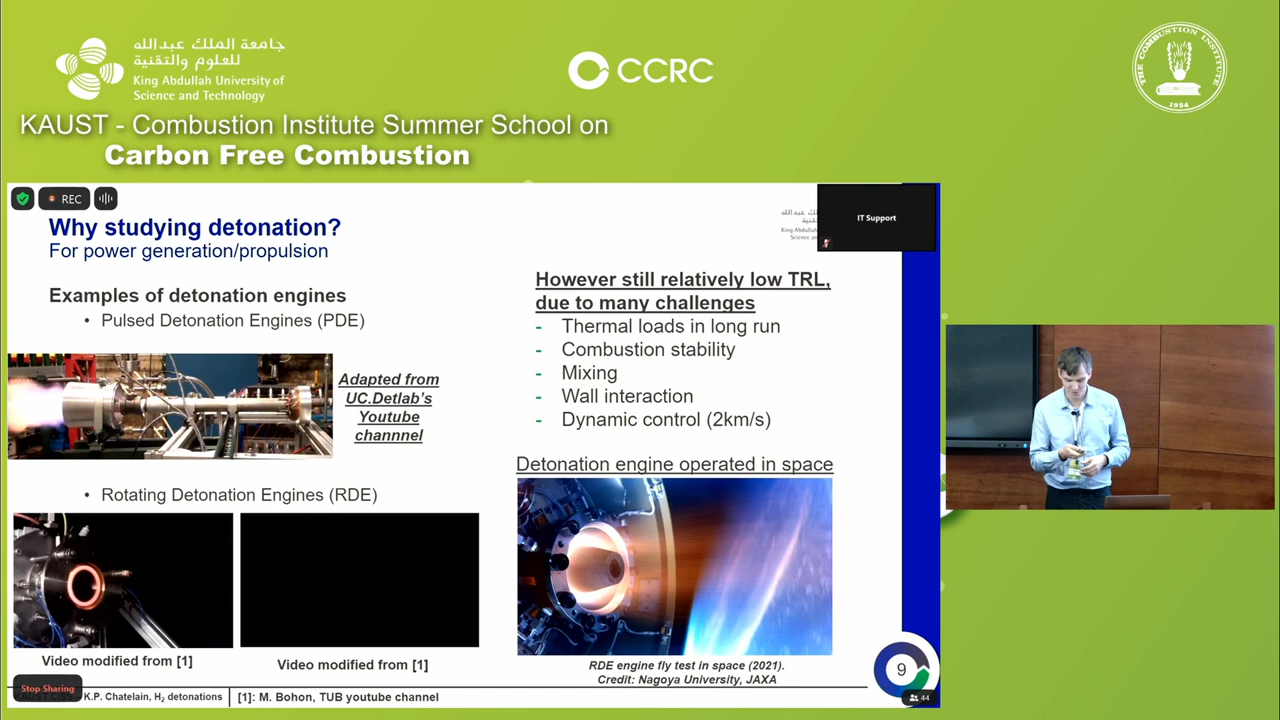 جامعة الملك عبدالله
للعلوم والتقنية
King Abdullah University of
Science and Technology
CCRC
THE COMBUSTION INSTITUTE
1954
KAUST - Combustion Institute Summer School on
Carbon Free Combustion
REC
IT Support
Why studying detonation?
For power generation/propulsion
Examples of detonation engines
• Pulsed Detonation Engines (PDE)
Adapted from
UC.Detlab's
Youtube
channnel
• Rotating Detonation Engines (RDE)
Video modified from [1]
Video modified from [1]
However still relatively low TRL,
due to many challenges
- Thermal loads in long run
- Combustion stability
- Mixing
- Wall interaction
- Dynamic control (2km/s)
Detonation engine operated in space
RDE engine fly test in space (2021).
Credit: Nagoya University, JAXA
9
44
Stop Sharing
K.P. Chatelain, H₂ detonations
[1]: M. Bohon, TUB youtube channel